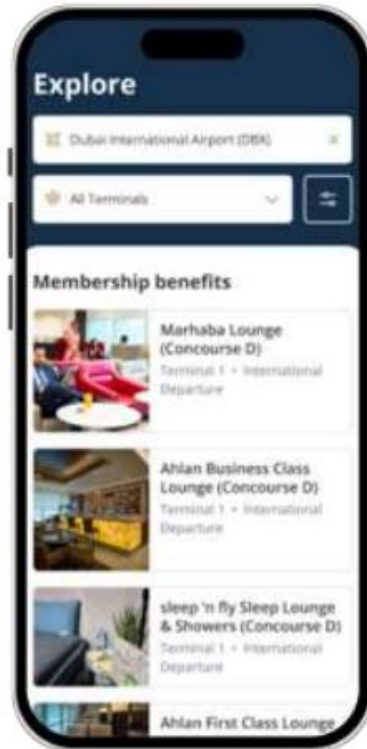 Explore
Dubai International Airport (DBX)
All Terminals
Membership benefits
Marhaba Lounge
(Concourse D)
Terminal 1 • International
Departure
Ahlan Business Class
Lounge (Concourse D)
Terminal 1 • International
Departure
sleep 'n fly Sleep Lounge
& Showers (Concourse D)
Terminal 1 • International
Departure
Ahlan First Class Lounge